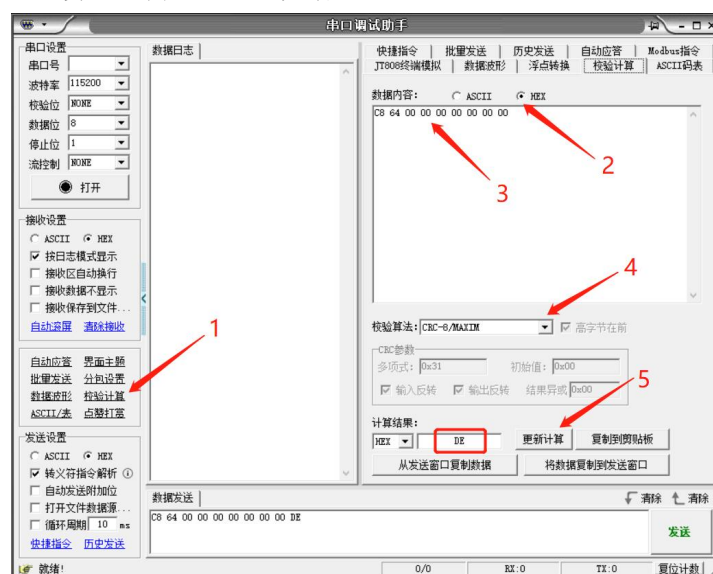 串口调试助手
串口设置
串口号
波特率 115200
校验位 NONE
数据位 8
停止位 1
流控制 NONE
打开
接收设置
ASCII HEX
按日志模式显示
接收区自动换行
接收数据不显示
接收保存到文件...
自动滚屏 清除接收
自动应答 界面主题
批量发送 分包设置
数据波形 校验计算
ASCII/表 点赞打赏
发送设置
ASCII HEX
转义符指令解析
自动发送附加位
打开文件数据源...
循环周期 10 ms
快捷指令 历史发送
数据日志
快捷指令 批量发送 历史发送 自动应答 Modbus指令
JT808终端模拟 数据波形 浮点转换 校验计算 ASCII码表
数据内容: ASCII HEX
C8 64 00 00 00 00 00 00 00
1
2
3
4
5
校验算法: CRC-8/MAXIM 高字节在前
CRC参数
多项式: 0x31 初始值: 0x00
输入反转 输出反转 结果异或 0x00
计算结果:
HEX DE 更新计算 复制到剪贴板
从发送窗口复制数据 将数据复制到发送窗口
数据发送 清除 清除
C8 64 00 00 00 00 00 00 00 DE
发送
就绪! 0/0 RX:0 TX:0 复位计数